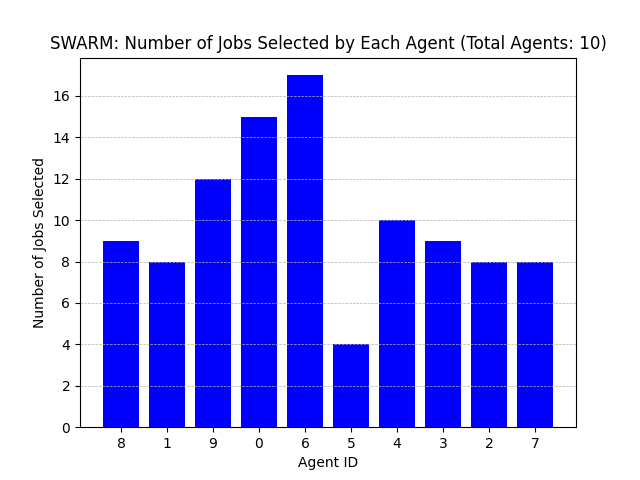 SWARM: Number of Jobs Selected by Each Agent (Total Agents: 10)
Number of Jobs Selected
16
14
12
10
8
6
4
2
0
8 1 9 0 6 5 4 3 2 7
Agent ID